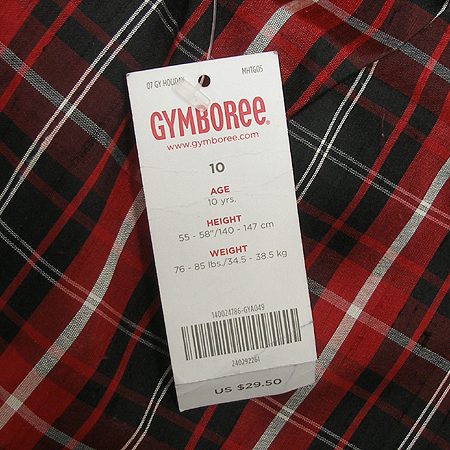 07 GY HOLIDAY MHTG05
GYMBOREE®
www.gymboree.com
10
AGE
10 yrs.
HEIGHT
55 - 58"/140 - 147 cm
WEIGHT
76 - 85 lbs./34.5 - 38.5 kg
140024786-GYA049
240292261
US $29.50